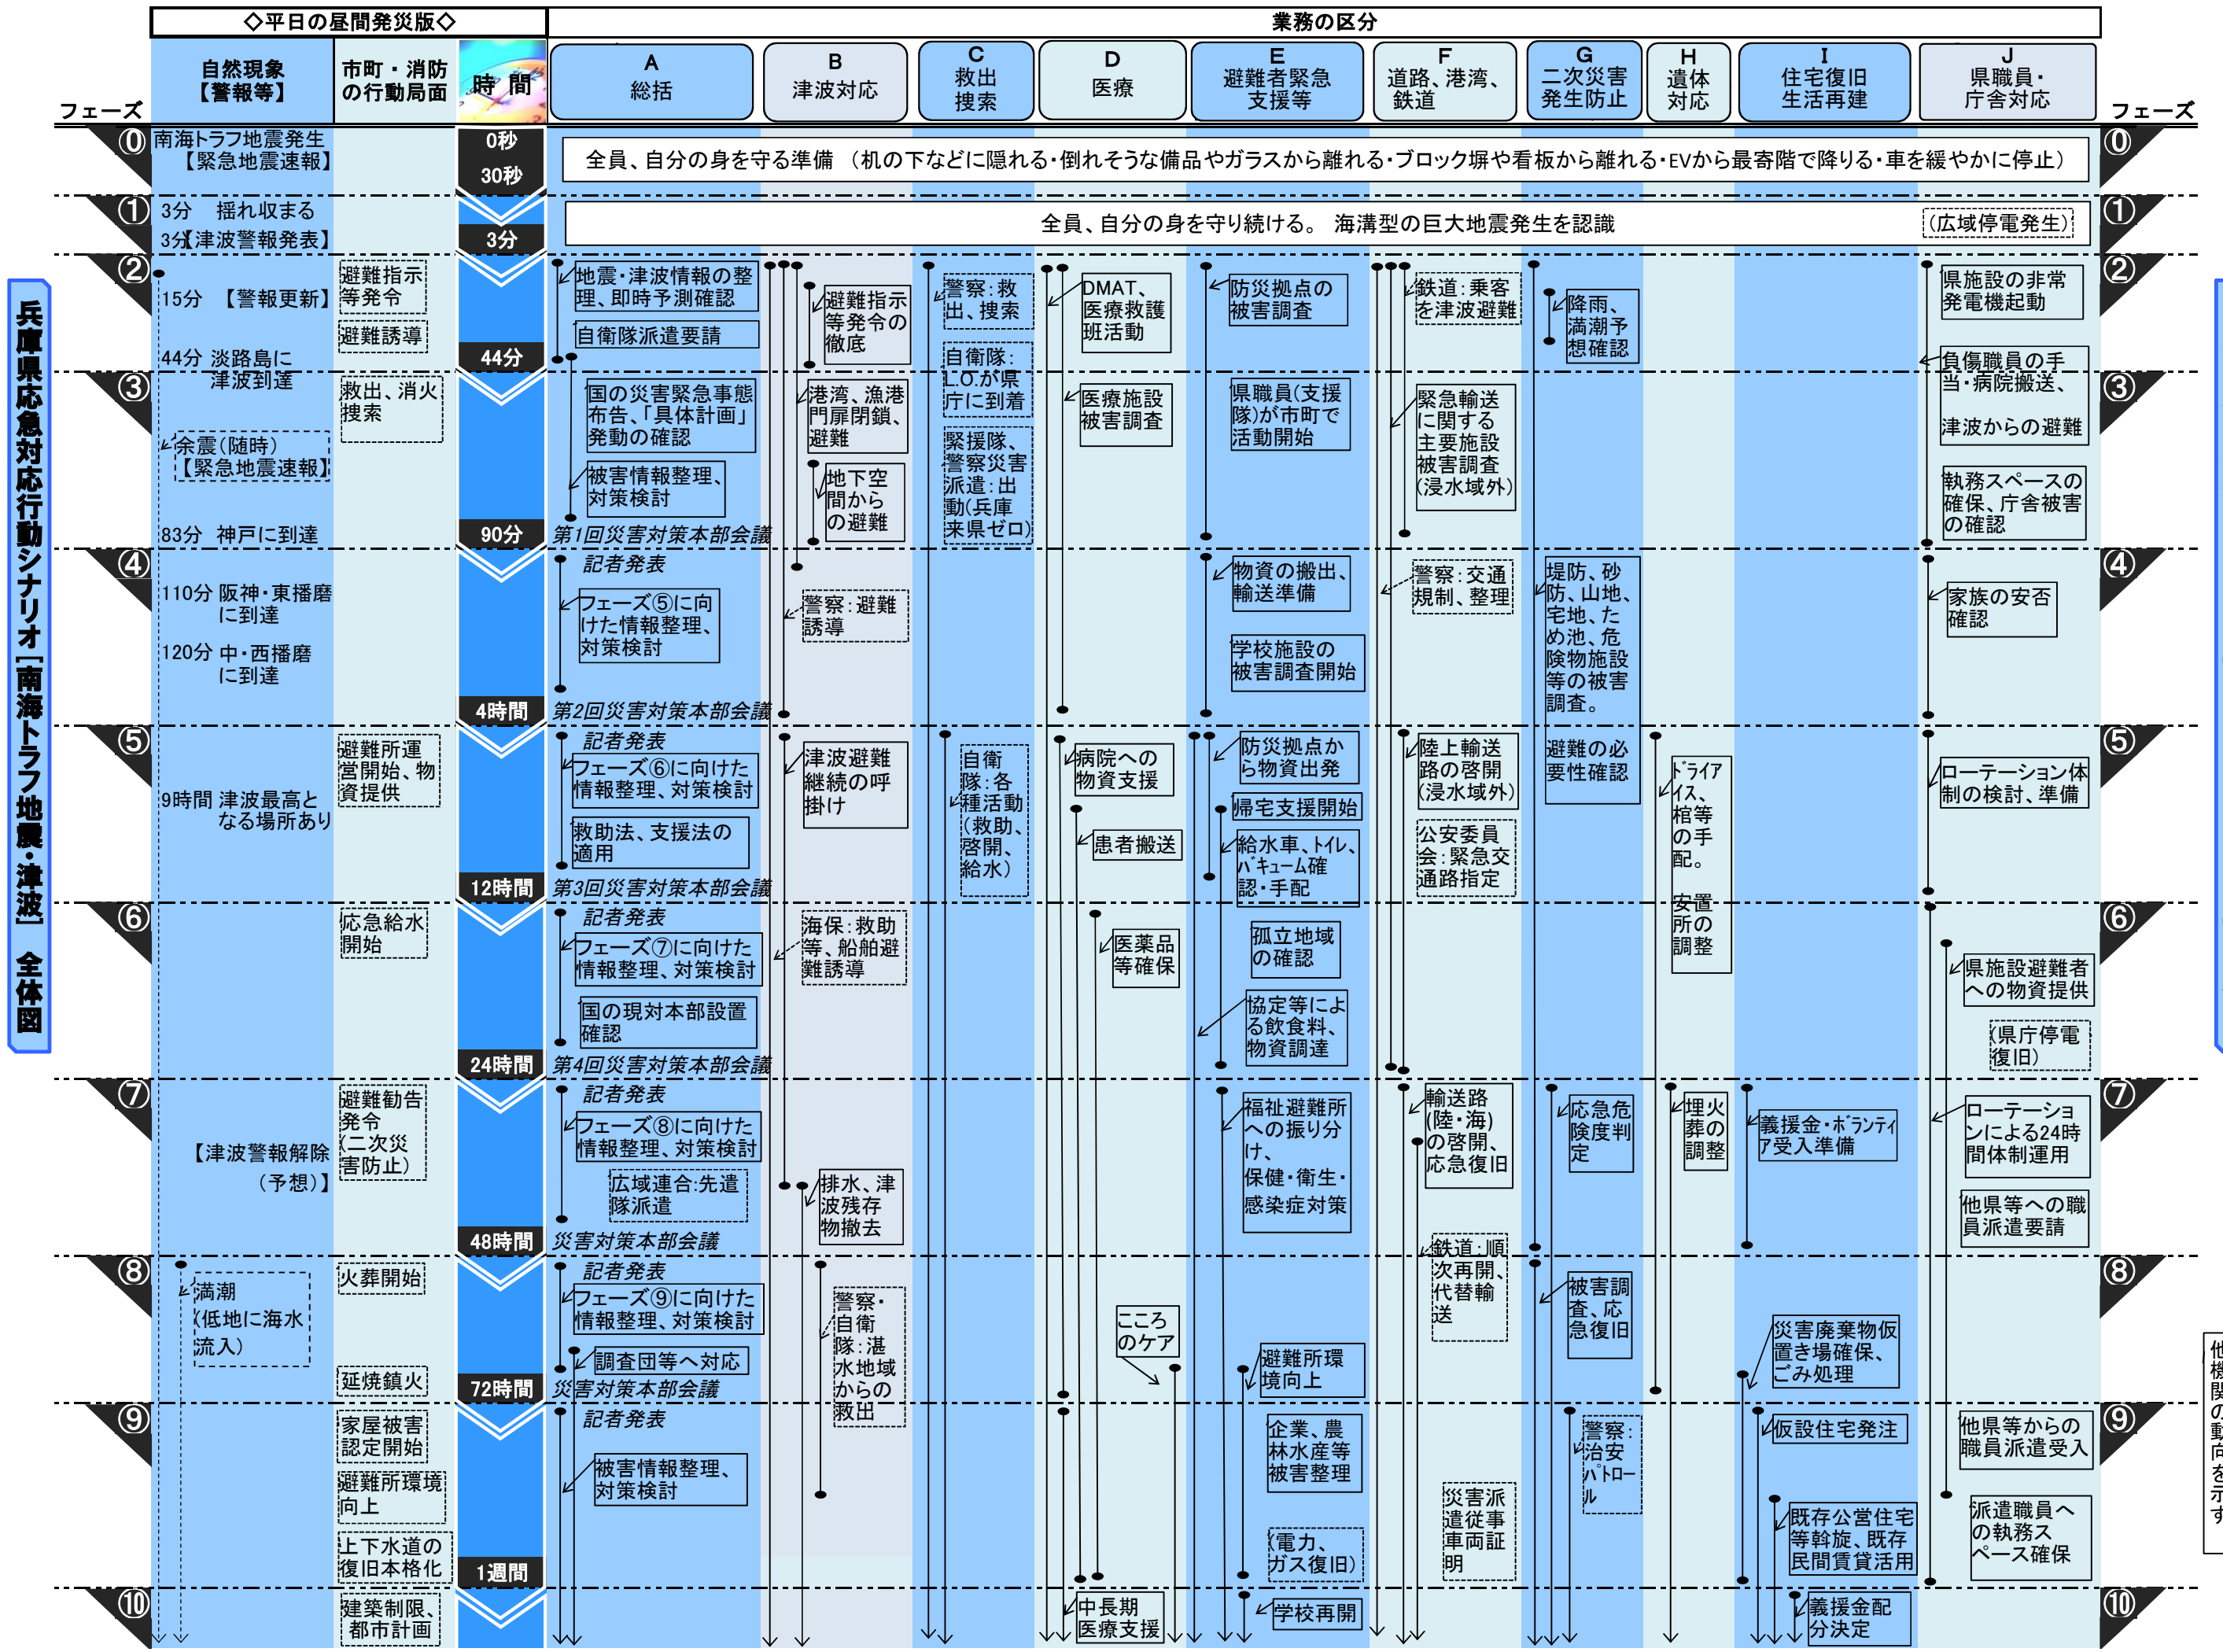 ◇平日の昼間発災版◇
業務の区分
フェーズ
自然現象
【警報等】
市町・消防
の行動局面
時 間
A
総括
B
津波対応
C
救出
捜索
D
医療
E
避難者緊急
支援等
F
道路、港湾、
鉄道
G
二次災害
発生防止
H
遺体
対応
I
住宅復旧
生活再建
J
県職員・
庁舎対応
フェーズ
兵庫県応急対応行動シナリオ［南海トラフ地震・津波］ 全体図
⓪
南海トラフ地震発生
【緊急地震速報】
0秒
30秒
全員、自分の身を守る準備 （机の下などに隠れる・倒れそうな備品やガラスから離れる・ブロック塀や看板から離れる・EVから最寄階で降りる・車を緩やかに停止）
⓪
①
3分 揺れ収まる
3分【津波警報発表】
3分
全員、自分の身を守り続ける。 海溝型の巨大地震発生を認識
（広域停電発生）
①
②
15分 【警報更新】
44分 淡路島に
津波到達
避難指示
等発令
避難誘導
44分
地震・津波情報の整
理、即時予測確認
自衛隊派遣要請
避難指示
等発令の
徹底
警察：救
出、捜索
自衛隊：
L.O.が県
庁に到着
DMAT、
医療救護
班活動
防災拠点の
被害調査
鉄道：乗客
を津波避難
降雨、
満潮予
想確認
県施設の非常
発電機起動
負傷職員の手
当・病院搬送、
津波からの避難
②
③
余震（随時）
【緊急地震速報】
83分 神戸に到達
救出、消火
捜索
90分
国の災害緊急事態
布告、「具体計画」
発動の確認
被害情報整理、
対策検討
第1回災害対策本部会議
港湾、漁港
門扉閉鎖、
避難
地下空
間から
の避難
緊援隊、
警察災害
派遣：出
動(兵庫
来県ゼロ)
医療施設
被害調査
県職員(支援
隊)が市町で
活動開始
緊急輸送
に関する
主要施設
被害調査
(浸水域外)
執務スペースの
確保、庁舎被害
の確認
③
④
110分 阪神・東播磨
に到達
120分 中・西播磨
に到達
4時間
記者発表
フェーズ⑤に向
けた情報整理、
対策検討
第2回災害対策本部会議
警察：避難
誘導
物資の搬出、
輸送準備
学校施設の
被害調査開始
警察：交通
規制、整理
堤防、砂
防、山地、
宅地、た
め池、危
険物施設
等の被害
調査。
避難の必
要性確認
家族の安否
確認
④
⑤
9時間 津波最高と
なる場所あり
避難所運
営開始、物
資提供
12時間
記者発表
フェーズ⑥に向けた
情報整理、対策検討
救助法、支援法の
適用
第3回災害対策本部会議
津波避難
継続の呼
掛け
自衛
隊：各
種活動
（救助、
啓開、
給水）
病院への
物資支援
患者搬送
防災拠点か
ら物資出発
帰宅支援開始
給水車、トイレ、
バキューム確
認・手配
陸上輸送
路の啓開
(浸水域外)
公安委員
会：緊急交
通路指定
ドライア
イス、
棺等
の手
配。
安置
所の
調整
ローテーション体
制の検討、準備
⑤
⑥
応急給水
開始
24時間
記者発表
フェーズ⑦に向けた
情報整理、対策検討
国の現対本部設置
確認
第4回災害対策本部会議
海保：救助
等、船舶避
難誘導
医薬品
等確保
孤立地域
の確認
協定等によ
る飲食料、
物資調達
県施設避難者
への物資提供
（県庁停電
復旧）
⑥
⑦
【津波警報解除
（予想）】
避難勧告
発令
(二次災
害防止)
48時間
記者発表
フェーズ⑧に向けた
情報整理、対策検討
広域連合:先遣
隊派遣
災害対策本部会議
排水、津
波残存
物撤去
福祉避難所
への振り分
け、
保健・衛生・
感染症対策
輸送路
(陸・海)
の啓開、
応急復旧
鉄道：順
次再開、
代替輸
送
応急危
険度判
定
埋火
葬の
調整
義援金・ボランティ
ア受入準備
ローテーショ
ンによる24時
間体制運用
他県等への職
員派遣要請
⑦
⑧
満潮
（低地に海水
流入）
火葬開始
延焼鎮火
72時間
記者発表
フェーズ⑨に向けた
情報整理、対策検討
調査団等へ対応
災害対策本部会議
警察・
自衛
隊：湛
水地域
からの
救出
こころ
のケア
避難所環
境向上
被害調
査、応
急復旧
災害廃棄物仮
置き場確保、
ごみ処理
⑧
⑨
家屋被害
認定開始
避難所環境
向上
上下水道の
復旧本格化
1週間
記者発表
被害情報整理、
対策検討
企業、農
林水産等
被害整理
（電力、
ガス復旧）
災害派
遣従事
車両証
明
警察：
治安
パトロー
ル
仮設住宅発注
既存公営住宅
等斡旋、既存
民間賃貸活用
他県等からの
職員派遣受入
派遣職員へ
の執務ス
ペース確保
⑨
⑩
建築制限、
都市計画
中長期
医療支援
学校再開
義援金配
分決定
⑩
他機関の動向を示す